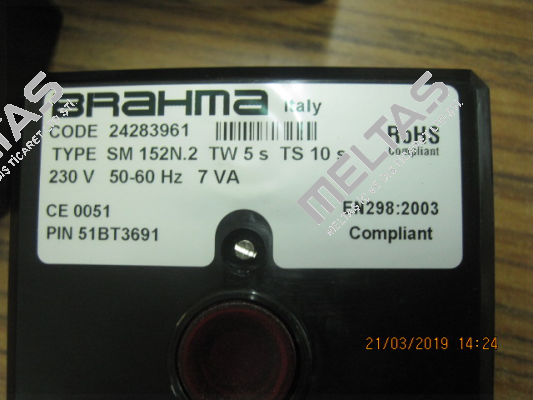 BRAHMA Italy
CODE 24283961
RoHS
Compliant
TYPE SM 152N.2 TW 5 s TS 10 s
230 V 50-60 Hz 7 VA
CE 0051
EN298:2003
PIN 51BT3691
Compliant
21/03/2019 14:24
MELTAS
MELTAS
MELTAS